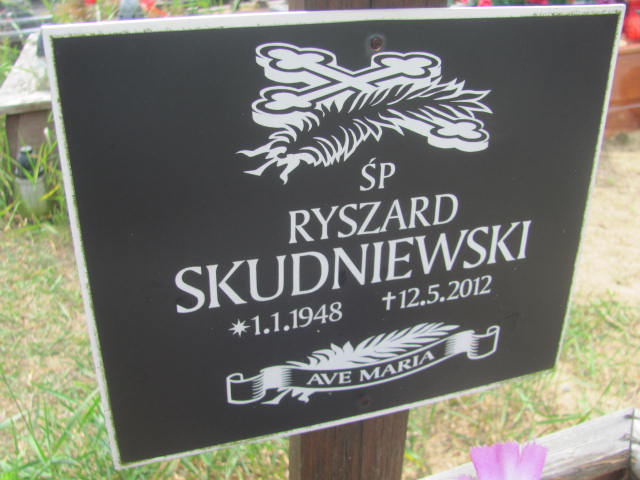 ŚP
RYSZARD
SKUDNIEWSKI
✴1.1.1948 †12.5.2012
AVE MARIA